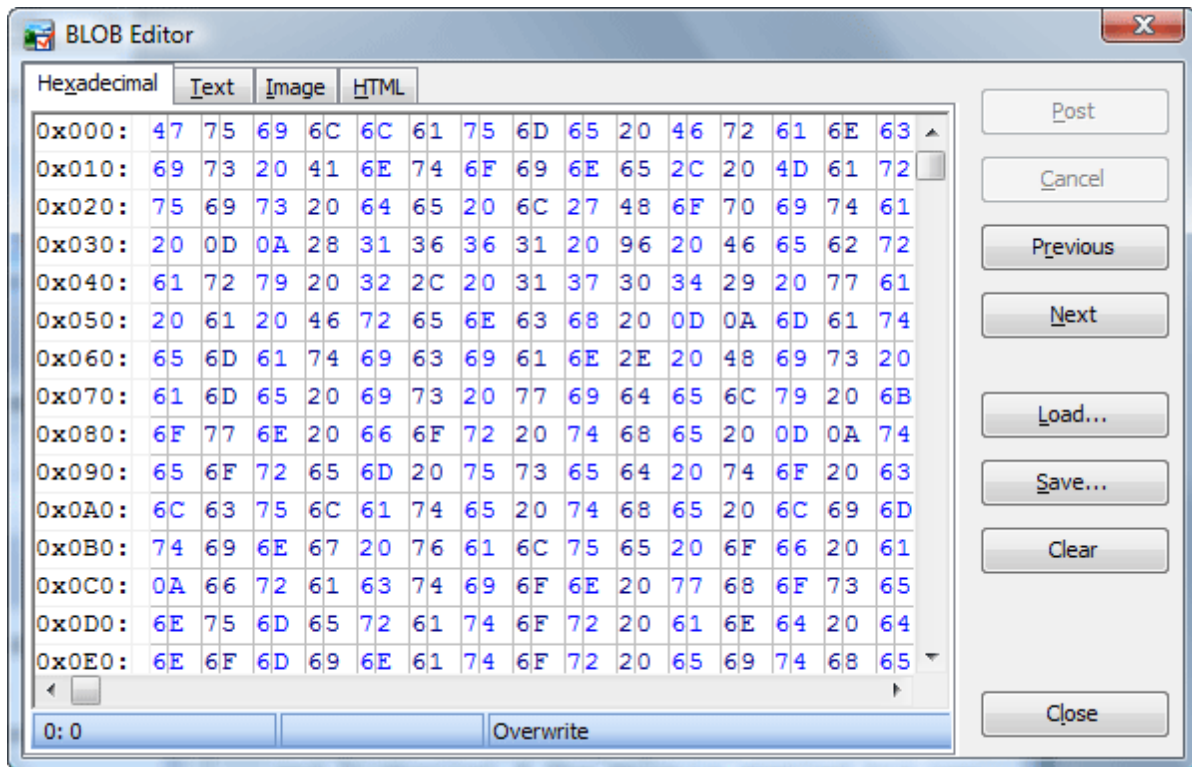 BLOB Editor
Hexadecimal Text Image HTML
0x000: 47 75 69 6C 6C 61 75 6D 65 20 46 72 61 6E 63
0x010: 69 73 20 41 6E 74 6F 69 6E 65 2C 20 4D 61 72
0x020: 75 69 73 20 64 65 20 6C 27 48 6F 70 69 74 61
0x030: 20 0D 0A 28 31 36 36 31 20 96 20 46 65 62 72
0x040: 61 72 79 20 32 2C 20 31 37 30 34 29 20 77 61
0x050: 20 61 20 46 72 65 6E 63 68 20 0D 0A 6D 61 74
0x060: 65 6D 61 74 69 63 69 61 6E 2E 20 48 69 73 20
0x070: 61 6D 65 20 69 73 20 77 69 64 65 6C 79 20 6B
0x080: 6F 77 6E 20 66 6F 72 20 74 68 65 20 0D 0A 74
0x090: 65 6F 72 65 6D 20 75 73 65 64 20 74 6F 20 63
0x0A0: 6C 63 75 6C 61 74 65 20 74 68 65 20 6C 69 6D
0x0B0: 74 69 6E 67 20 76 61 6C 75 65 20 6F 66 20 61
0x0C0: 0A 66 72 61 63 74 69 6F 6E 20 77 68 6F 73 65
0x0D0: 6E 75 6D 65 72 61 74 6F 72 20 61 6E 64 20 64
0x0E0: 6E 6F 6D 69 6E 61 74 6F 72 20 65 69 74 68 65
0: 0 Overwrite
Post
Cancel
Previous
Next
Load...
Save...
Clear
Close